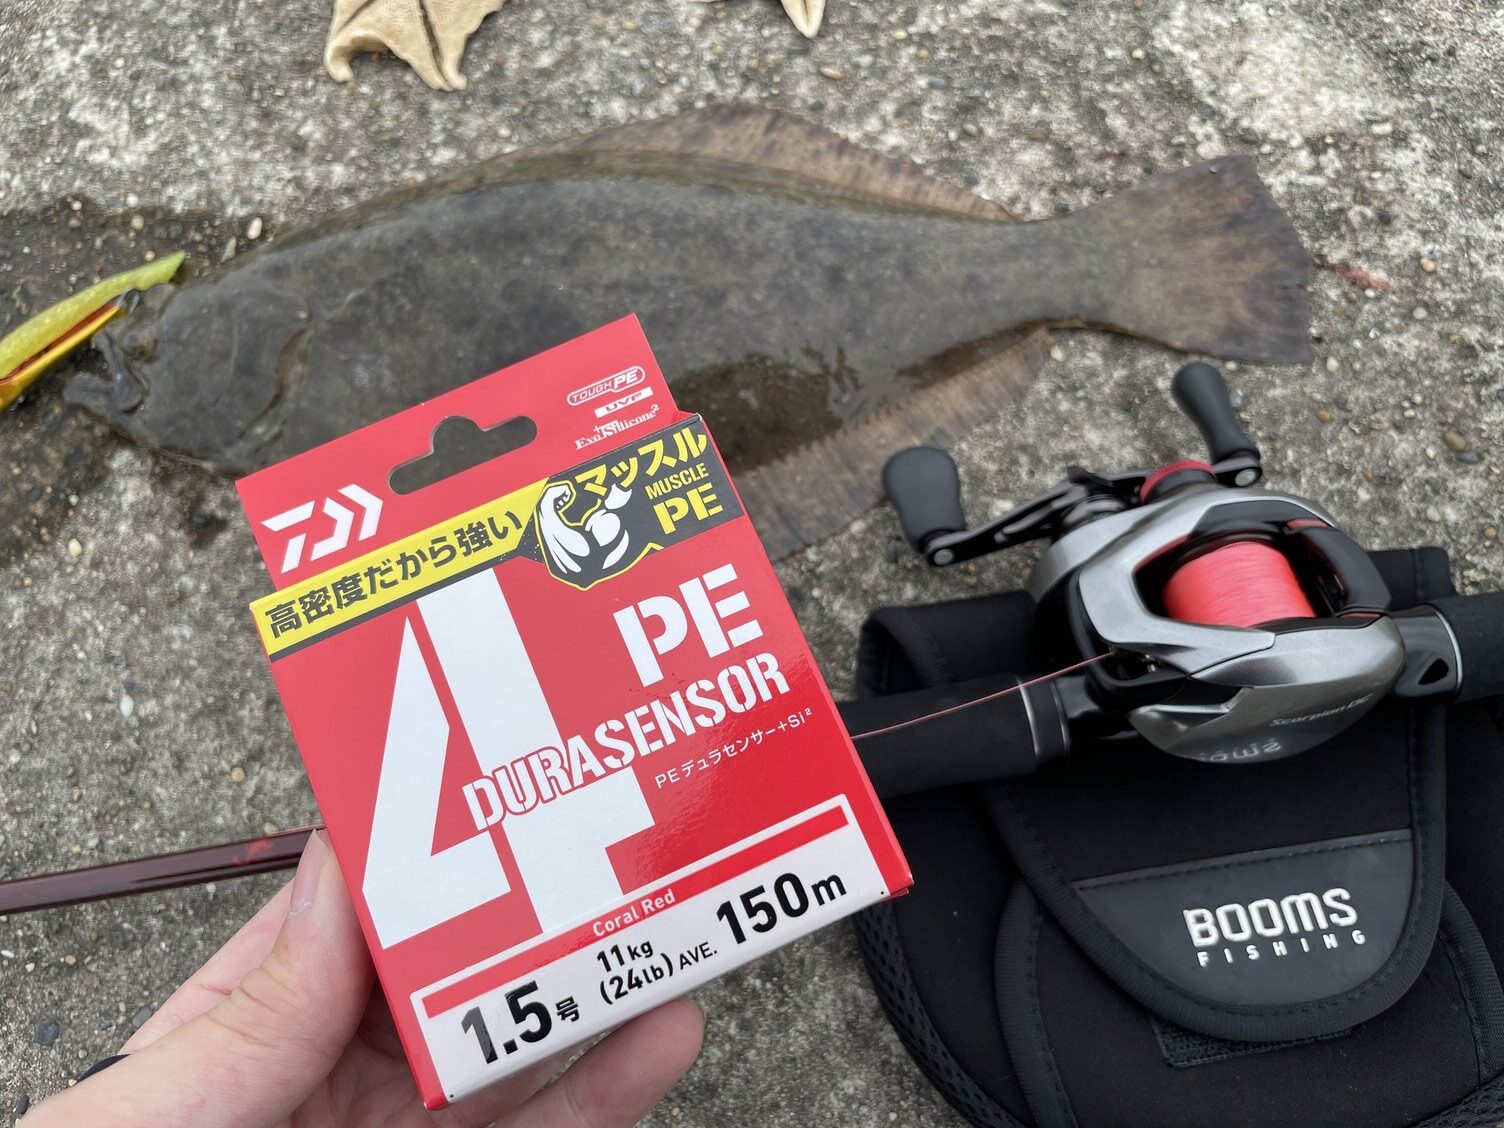 TOUGH PE
UVF
Evo+Silicone2
DAIWA
高密度だから強い
マッスル
MUSCLE
PE
4
PE
DURASENSOR
PEデュラセンサー+Si²
Coral Red
1.5号
11kg
(24lb)
AVE.
150m
Scorpion DC
BOOMS
FISHING